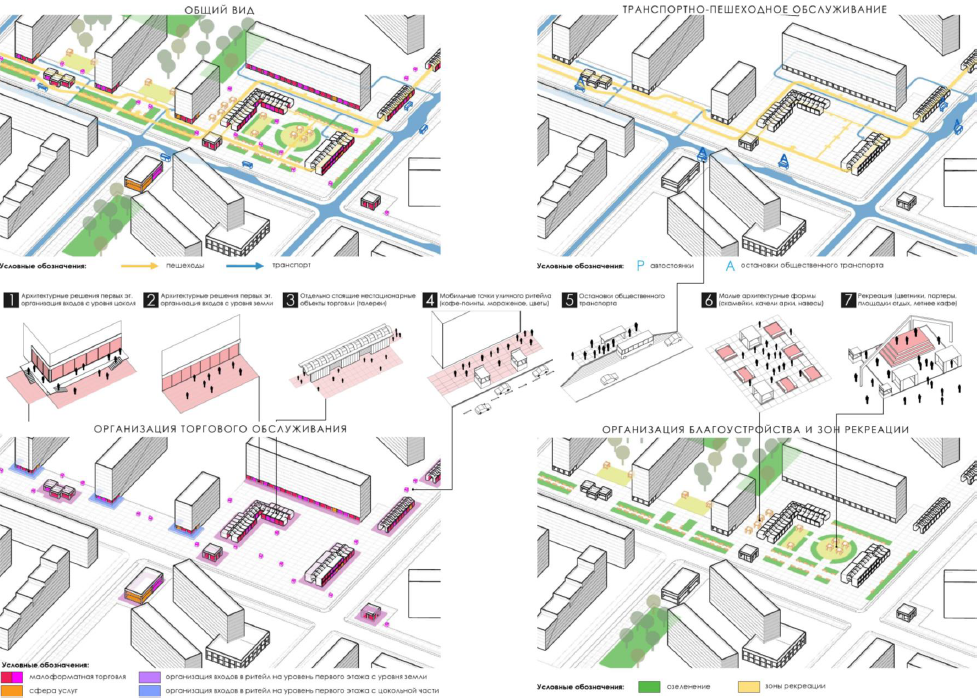 ОБЩИЙ ВИД
ТРАНСПОРТНО-ПЕШЕХОДНОЕ ОБСЛУЖИВАНИЕ
A
A
A
A
Условные обозначения:
пешеходы
транспорт
Условные обозначения:
P автостоянки
A остановки общественного транспорта
1 Архитектурные решения первых эт.
организация входов с уровня цоколя
2 Архитектурные решения первых эт.
организация входов с уровня земли
3 Отдельно стоящие нестационарные
объекты торговли (галереи)
4 Мобильные точки уличного ритейла
(кофе-поинты, мороженое, цветы)
5 Остановки общественного
транспорта
6 Малые архитектурные формы
(скамейки, качели арки, навесы)
7 Рекреация (цветники, партеры,
площадки отдых, летнее кафе)
ОРГАНИЗАЦИЯ ТОРГОВОГО ОБСЛУЖИВАНИЯ
ОРГАНИЗАЦИЯ БЛАГОУСТРОЙСТВА И ЗОН РЕКРЕАЦИИ
Условные обозначения:
малоформатная торговля
сфера услуг
организация входов в ритейл на уровень первого этажа с уровня земли
организация входов в ритейл на уровень первого этажа с цокольной части
Условные обозначения:
озеленение
зоны рекреации